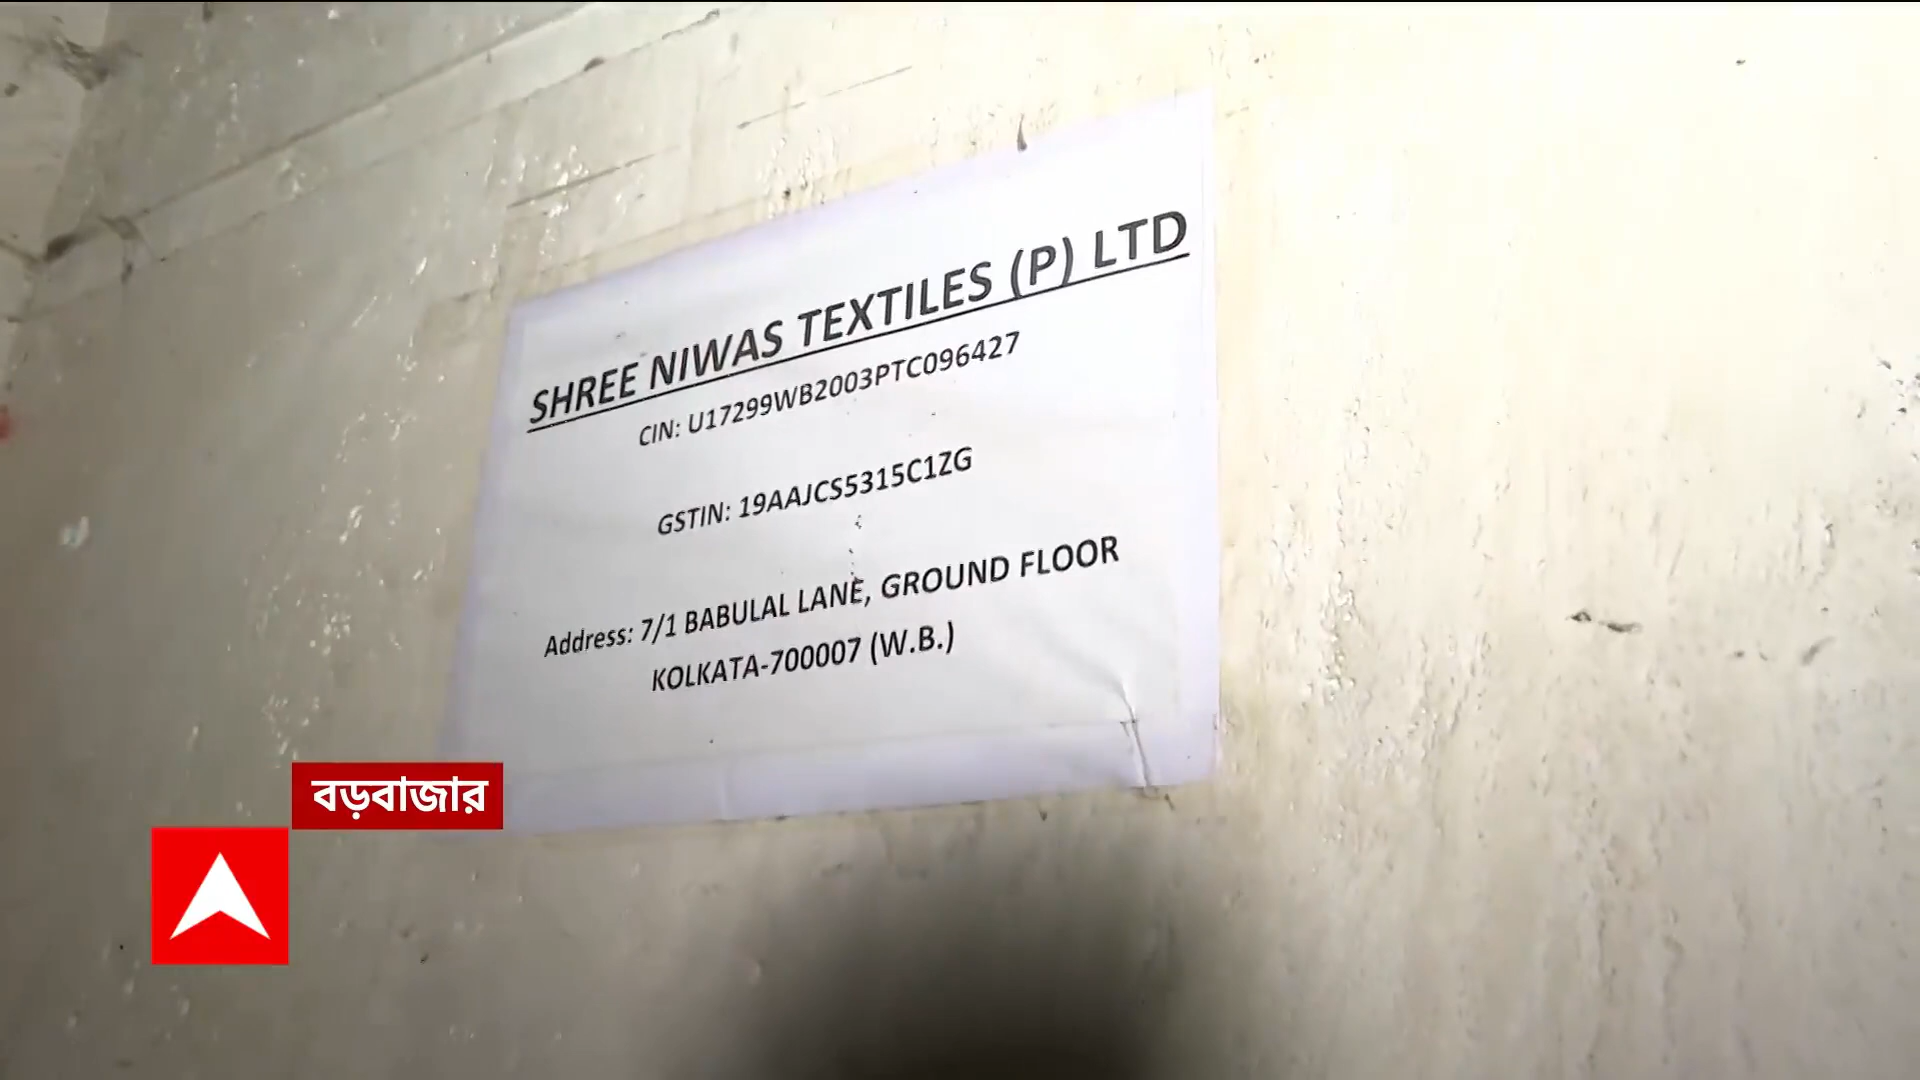 SHREE NIWAS TEXTILES (P) LTD
CIN: U17299WB2003PTC096427
GSTIN: 19AAJCS5315C1ZG
Address: 7/1 BABULAL LANE, GROUND FLOOR
KOLKATA-700007 (W.B.)
বড়বাজার